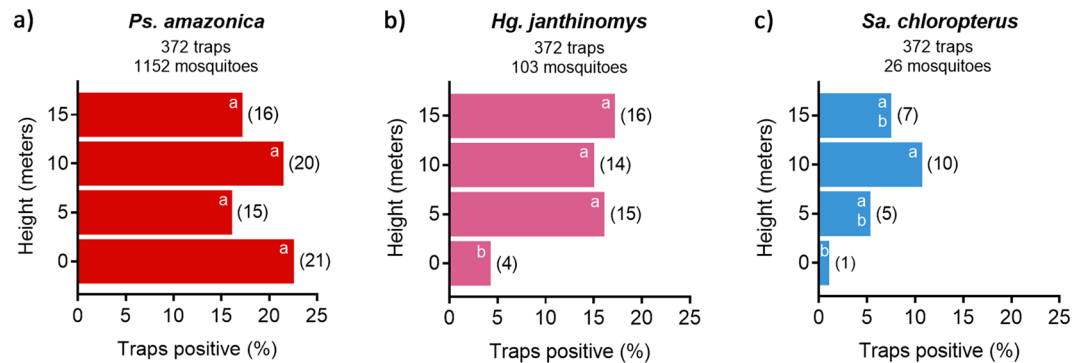 a)
Ps. amazonica
372 traps
1152 mosquitoes
Height (meters)
15
a
(16)
10
a
(20)
5
a
(15)
0
a
(21)
0 5 10 15 20 25
Traps positive (%)
b)
Hg. janthinomys
372 traps
103 mosquitoes
Height (meters)
15
a
(16)
10
a
(14)
5
a
(15)
0
b
(4)
0 5 10 15 20 25
Traps positive (%)
c)
Sa. chloropterus
372 traps
26 mosquitoes
Height (meters)
15
a
b
(7)
10
a
(10)
5
a
b
(5)
0
b
(1)
0 5 10 15 20 25
Traps positive (%)